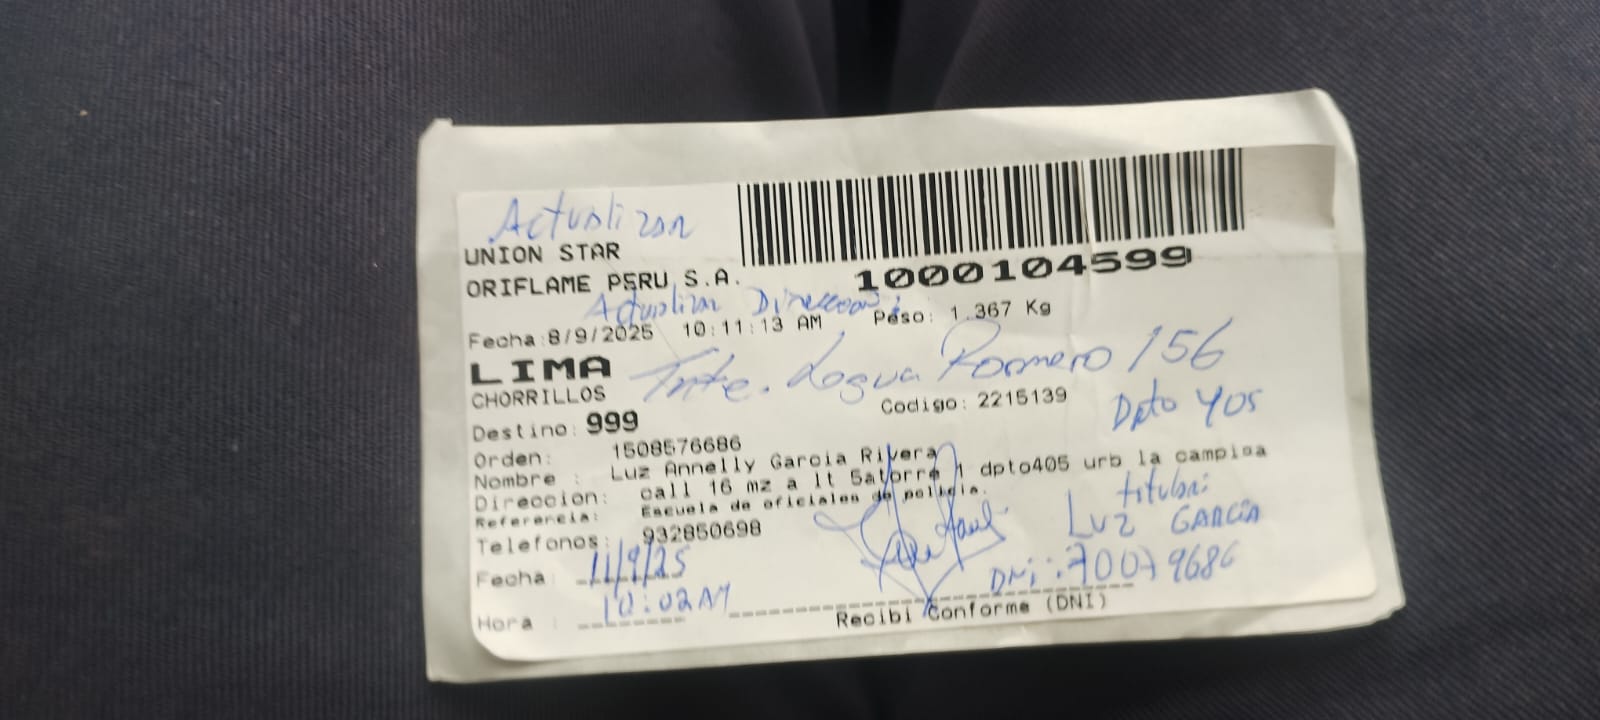 Actualizar
UNION STAR
ORIFLAME PERU S.A.
1000104599
Actualizar Direccion:
Fecha:8/9/2025 10:11:13 AM Peso: 1.367 Kg
LIMA
Tnte. Romero 156
CHORRILLOS
Codigo: 2215139
Dpto 405
Destino: 999
Orden: 1508576686
Nombre : Luz Annelly Garcia Rivera
Direccion: call 16 mz a lt 5atorre 1 dpto405 urb la campiña
Referencia: Escuela de oficiales de policia.
Telefonos: 932850698
titular:
Luz GARCIA
DNI: 70079686
Fecha : 11/9/25
Hora : 10:02AM
Recibi Conforme (DNI)